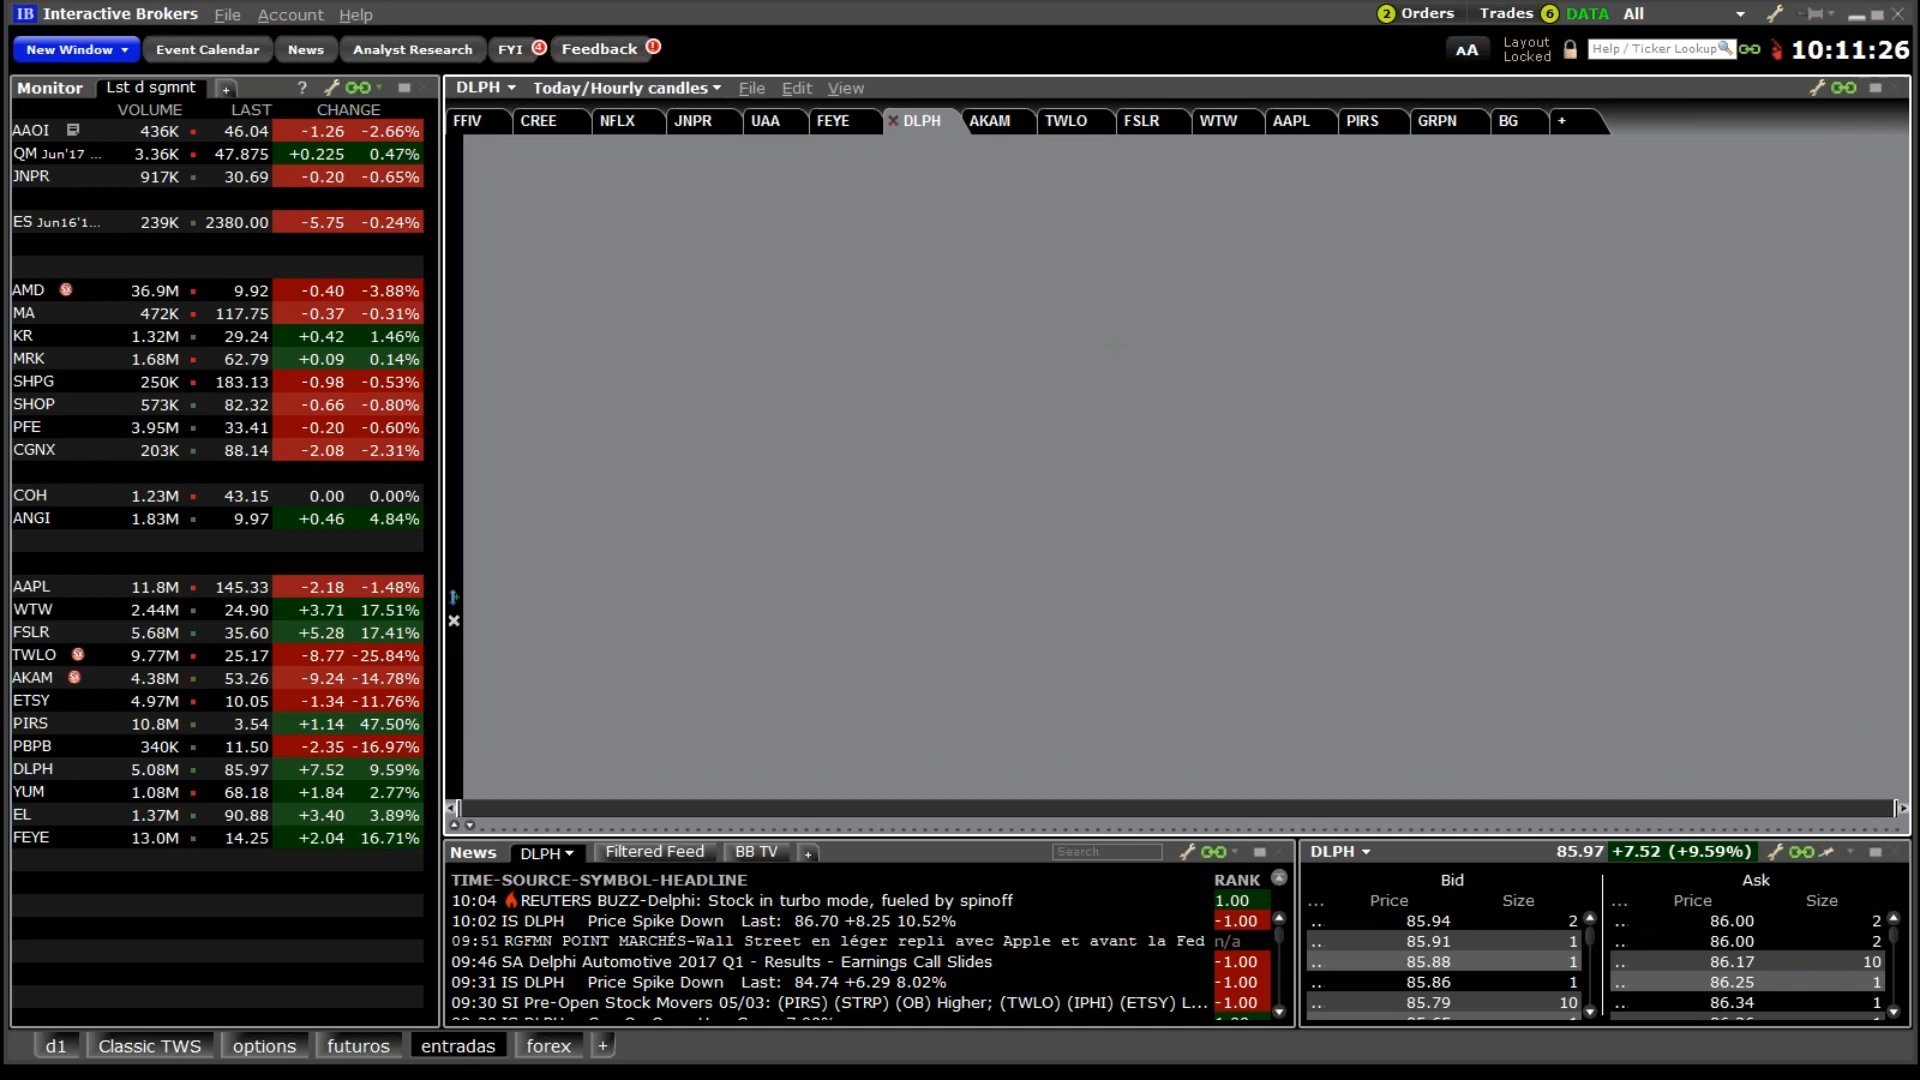 IB Interactive Brokers File Account Help
2 Orders Trades 6 DATA All
New Window Event Calendar News Analyst Research FYI 4 Feedback !
AA Layout Locked Help / Ticker Lookup 10:11:26
Monitor Lst d sgmnt + ?
VOLUME LAST CHANGE
AAOI 436K 46.04 -1.26 -2.66%
QM Jun'17 ... 3.36K 47.875 +0.225 0.47%
JNPR 917K 30.69 -0.20 -0.65%
ES Jun16'1... 239K 2380.00 -5.75 -0.24%
AMD 36.9M 9.92 -0.40 -3.88%
MA 472K 117.75 -0.37 -0.31%
KR 1.32M 29.24 +0.42 1.46%
MRK 1.68M 62.79 +0.09 0.14%
SHPG 250K 183.13 -0.98 -0.53%
SHOP 573K 82.32 -0.66 -0.80%
PFE 3.95M 33.41 -0.20 -0.60%
CGNX 203K 88.14 -2.08 -2.31%
COH 1.23M 43.15 0.00 0.00%
ANGI 1.83M 9.97 +0.46 4.84%
AAPL 11.8M 145.33 -2.18 -1.48%
WTW 2.44M 24.90 +3.71 17.51%
FSLR 5.68M 35.60 +5.28 17.41%
TWLO 9.77M 25.17 -8.77 -25.84%
AKAM 4.38M 53.26 -9.24 -14.78%
ETSY 4.97M 10.05 -1.34 -11.76%
PIRS 10.8M 3.54 +1.14 47.50%
PBPB 340K 11.50 -2.35 -16.97%
DLPH 5.08M 85.97 +7.52 9.59%
YUM 1.08M 68.18 +1.84 2.77%
EL 1.37M 90.88 +3.40 3.89%
FEYE 13.0M 14.25 +2.04 16.71%
DLPH Today/Hourly candles File Edit View
FFIV CREE NFLX JNPR UAA FEYE DLPH AKAM TWLO FSLR WTW AAPL PIRS GRPN BG +
News DLPH Filtered Feed BB TV + Search
TIME-SOURCE-SYMBOL-HEADLINE RANK
10:04 REUTERS BUZZ-Delphi: Stock in turbo mode, fueled by spinoff 1.00
10:02 IS DLPH Price Spike Down Last: 86.70 +8.25 10.52% -1.00
09:51 RGFMN POINT MARCHÉS-Wall Street en léger repli avec Apple et avant la Fed n/a
09:46 SA Delphi Automotive 2017 Q1 - Results - Earnings Call Slides -1.00
09:31 IS DLPH Price Spike Down Last: 84.74 +6.29 8.02% -1.00
09:30 SI Pre-Open Stock Movers 05/03: (PIRS) (STRP) (OB) Higher; (TWLO) (IPHI) (ETSY) L... -1.00
DLPH 85.97 +7.52 (+9.59%)
Bid Ask
... Price Size ... Price Size
... 85.94 2 ... 86.00 2
... 85.91 1 ... 86.00 2
... 85.88 1 ... 86.17 10
... 85.86 1 ... 86.25 1
... 85.79 10 ... 86.34 1
d1 Classic TWS options futuros entradas forex +